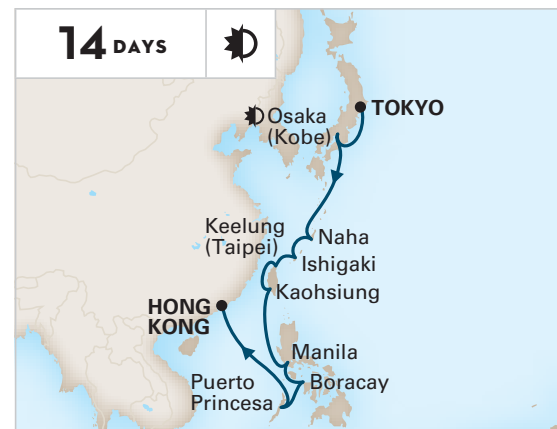 14 DAYS
Osaka
(Kobe)
TOKYO
Keelung
(Taipei)
Naha
Ishigaki
Kaohsiung
HONG
KONG
Manila
Puerto
Princesa
Boracay